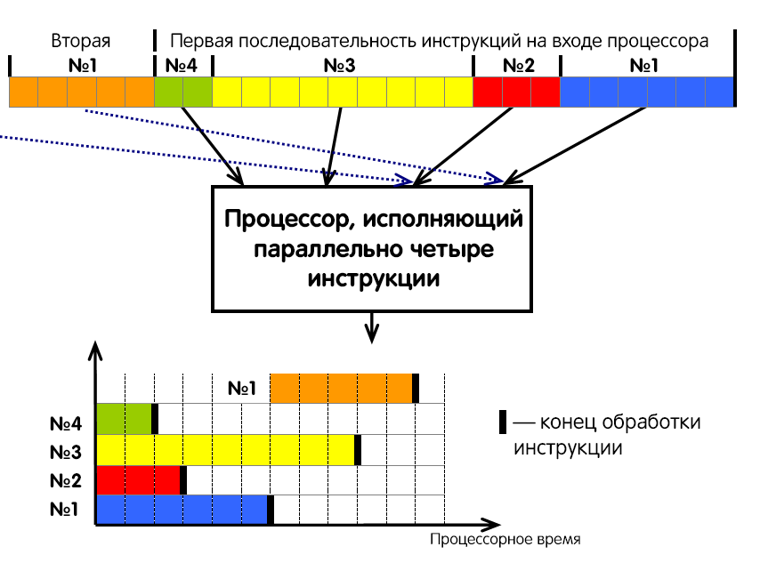 Вторая
Первая последовательность инструкций на входе процессора
№1 №4 №3 №2 №1
Процессор, исполняющий
параллельно четыре
инструкции
№1
№4
№3
№2
№1
— конец обработки
инструкции
Процессорное время